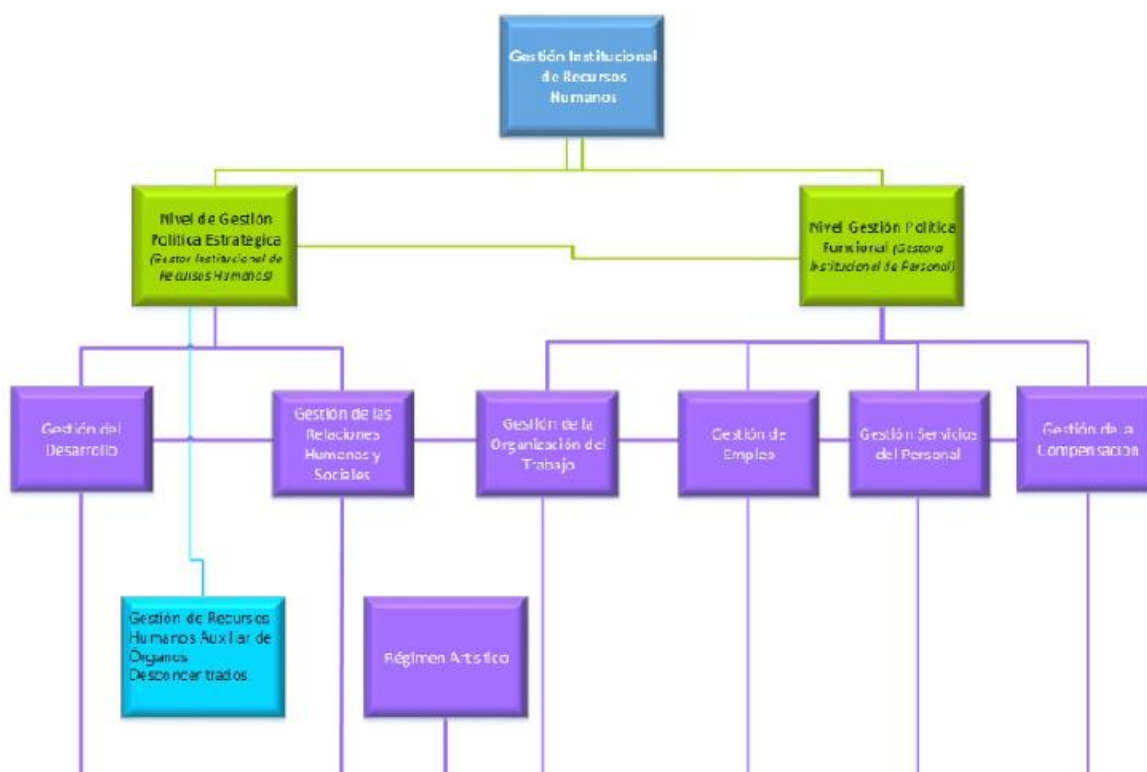 Gestión Institucional
de Recursos
Humanos
Nivel de Gestión
Política Estratégica
(Gestor Institucional de
Recursos Humanos)
Nivel Gestión Política
Funcional (Gestora
Institucional de Personal)
Gestión del
Desarrollo
Gestión de las
Relaciones
Humanas y
Sociales
Gestión de la
Organización del
Trabajo
Gestión de
Empleo
Gestión Servicios
del Personal
Gestión de la
Compensación
Gestión de Recursos
Humanos Auxiliar de
Órganos
Desconcentrados.
Régimen Artístico